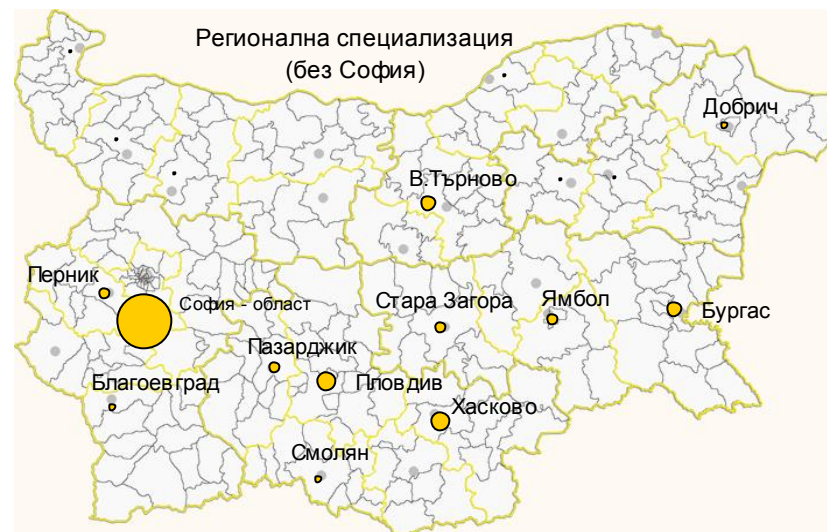 Регионална специализация
(без София)
Добрич
В.Търново
Перник
София - област
Стара Загора
Ямбол
Бургас
Пазарджик
Благоевград
Пловдив
Хасково
Смолян